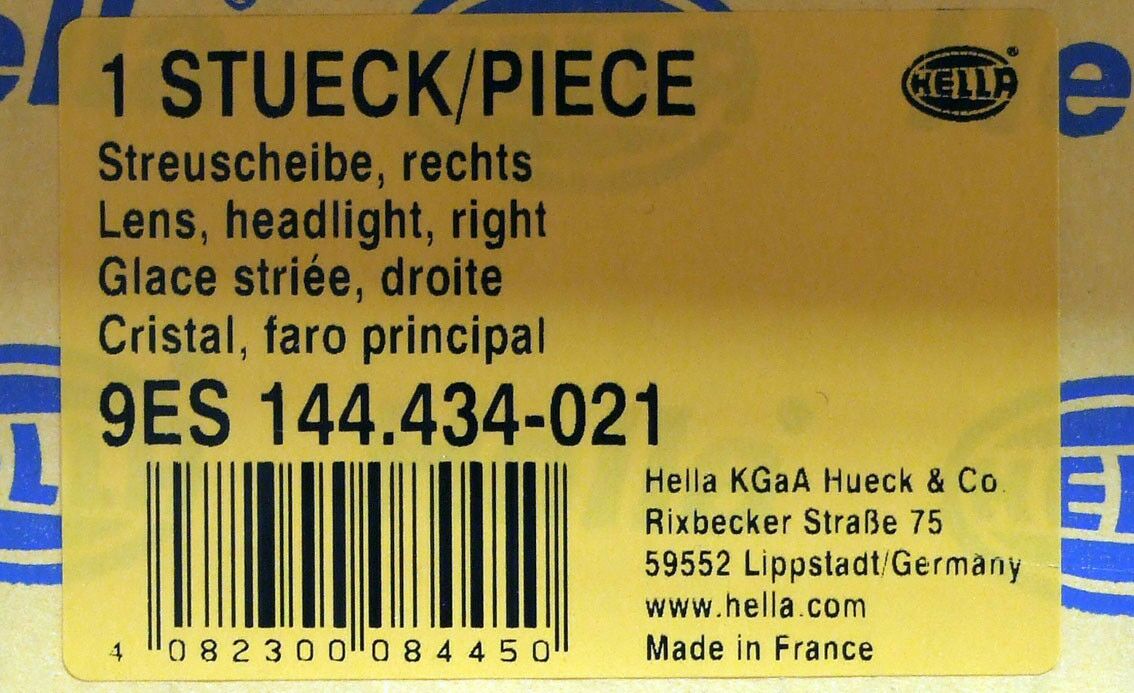 1 STUECK/PIECE
HELLA
Streuscheibe, rechts
Lens, headlight, right
Glace striée, droite
Cristal, faro principal
9ES 144.434-021
4 082300 084450
Hella KGaA Hueck & Co.
Rixbecker Straße 75
59552 Lippstadt/Germany
www.hella.com
Made in France